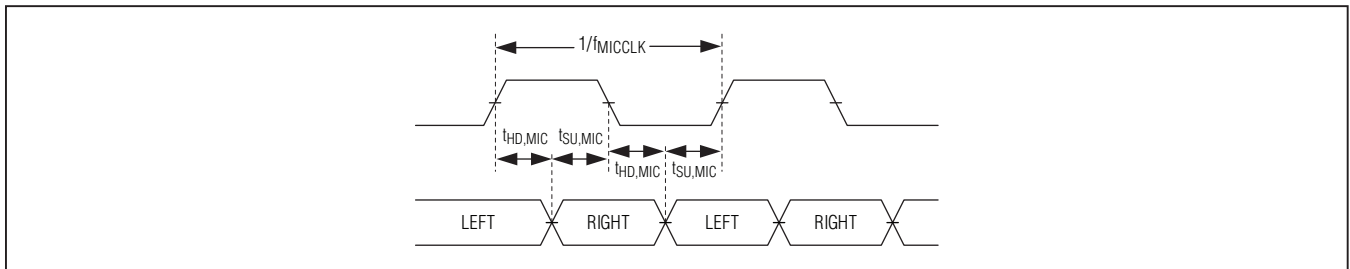 1/fMICCLK
tHD,MIC tSU,MIC
tHD,MIC tSU,MIC
LEFT RIGHT LEFT RIGHT